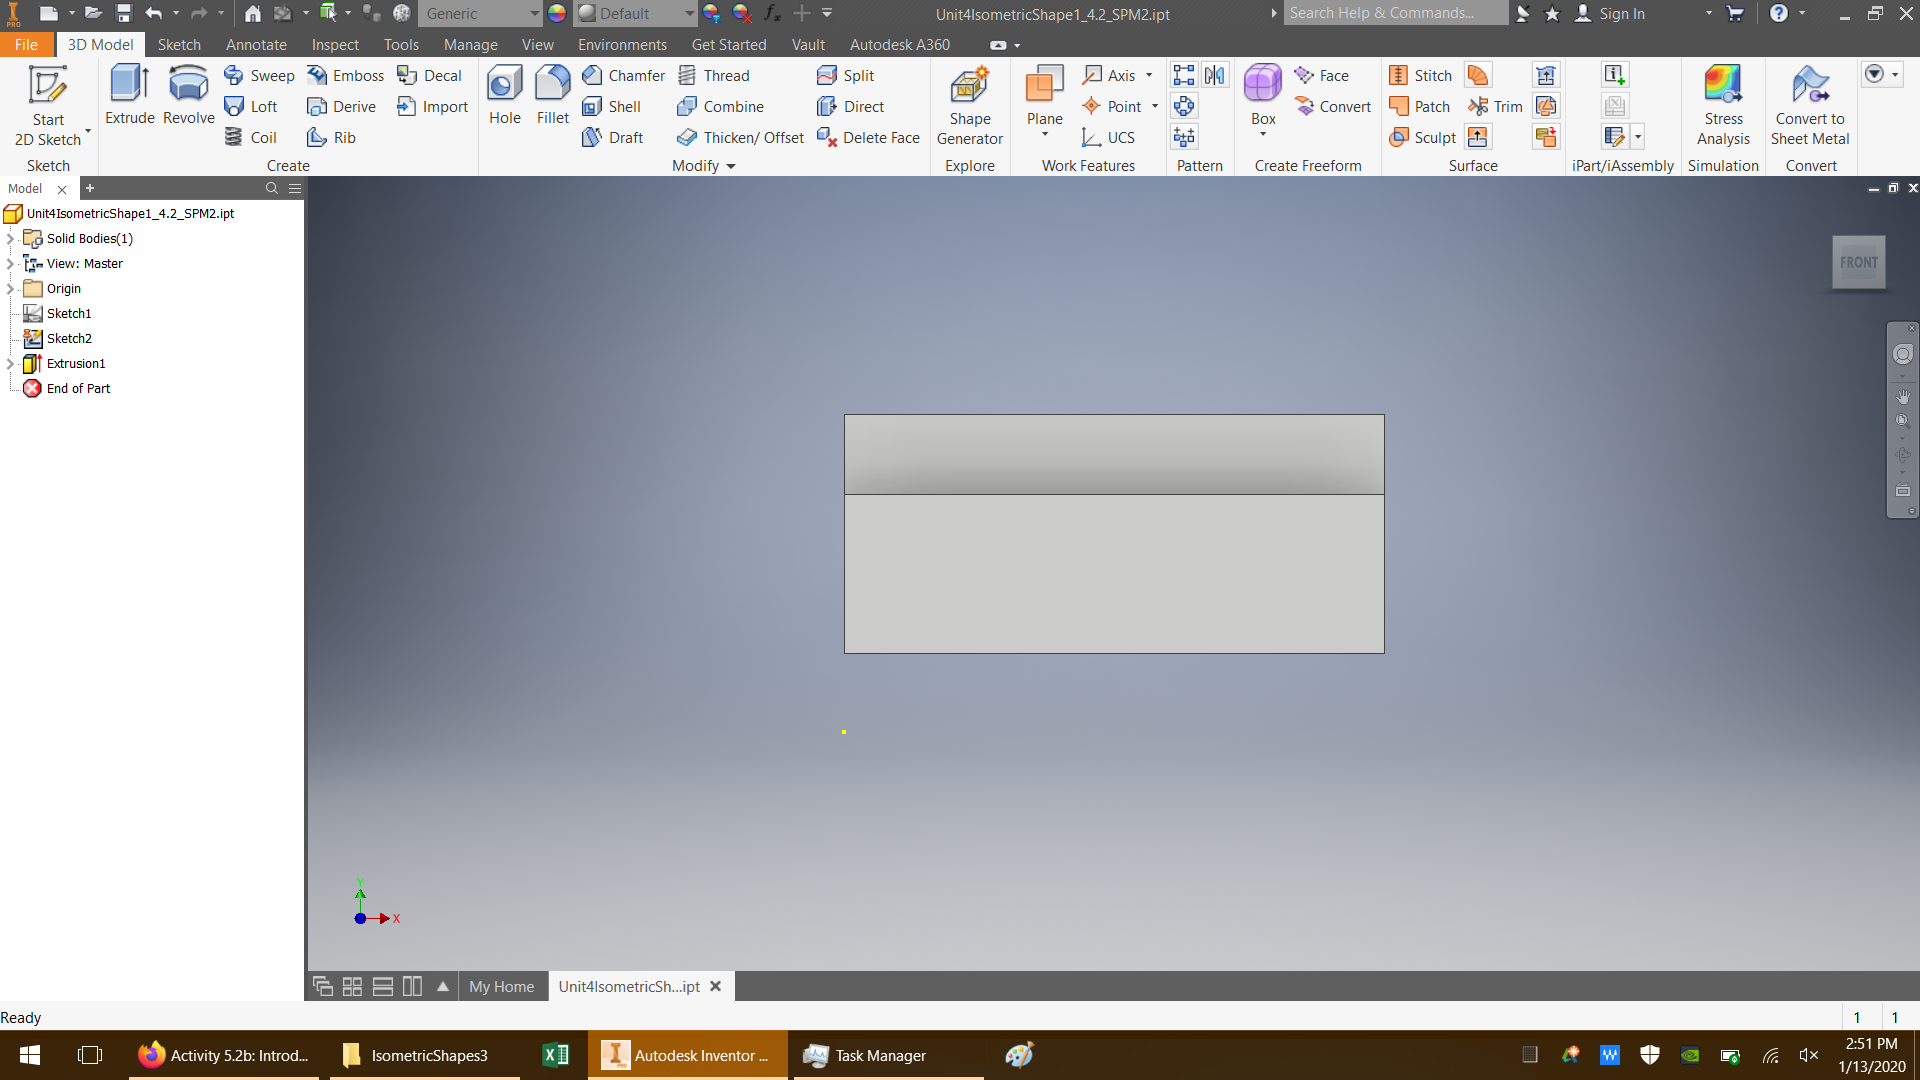 PRO
Generic
Default
fx
Unit4IsometricShape1_4.2_SPM2.ipt
Search Help & Commands...
Sign In
File
3D Model
Sketch
Annotate
Inspect
Tools
Manage
View
Environments
Get Started
Vault
Autodesk A360
Start
2D Sketch
Sketch
Extrude
Revolve
Sweep
Loft
Coil
Emboss
Derive
Rib
Decal
Import
Create
Hole
Fillet
Chamfer
Shell
Draft
Thread
Combine
Thicken/ Offset
Split
Direct
Delete Face
Modify
Shape
Generator
Explore
Plane
Axis
Point
UCS
Work Features
Pattern
Box
Face
Convert
Create Freeform
Stitch
Patch
Sculpt
Trim
Surface
iPart/iAssembly
Stress
Analysis
Simulation
Convert to
Sheet Metal
Convert
Model
Unit4IsometricShape1_4.2_SPM2.ipt
Solid Bodies(1)
View: Master
Origin
Sketch1
Sketch2
Extrusion1
End of Part
FRONT
Y
X
My Home
Unit4IsometricSh...ipt
Ready
1
1
Activity 5.2b: Introd...
IsometricShapes3
Autodesk Inventor ...
Task Manager
2:51 PM
1/13/2020